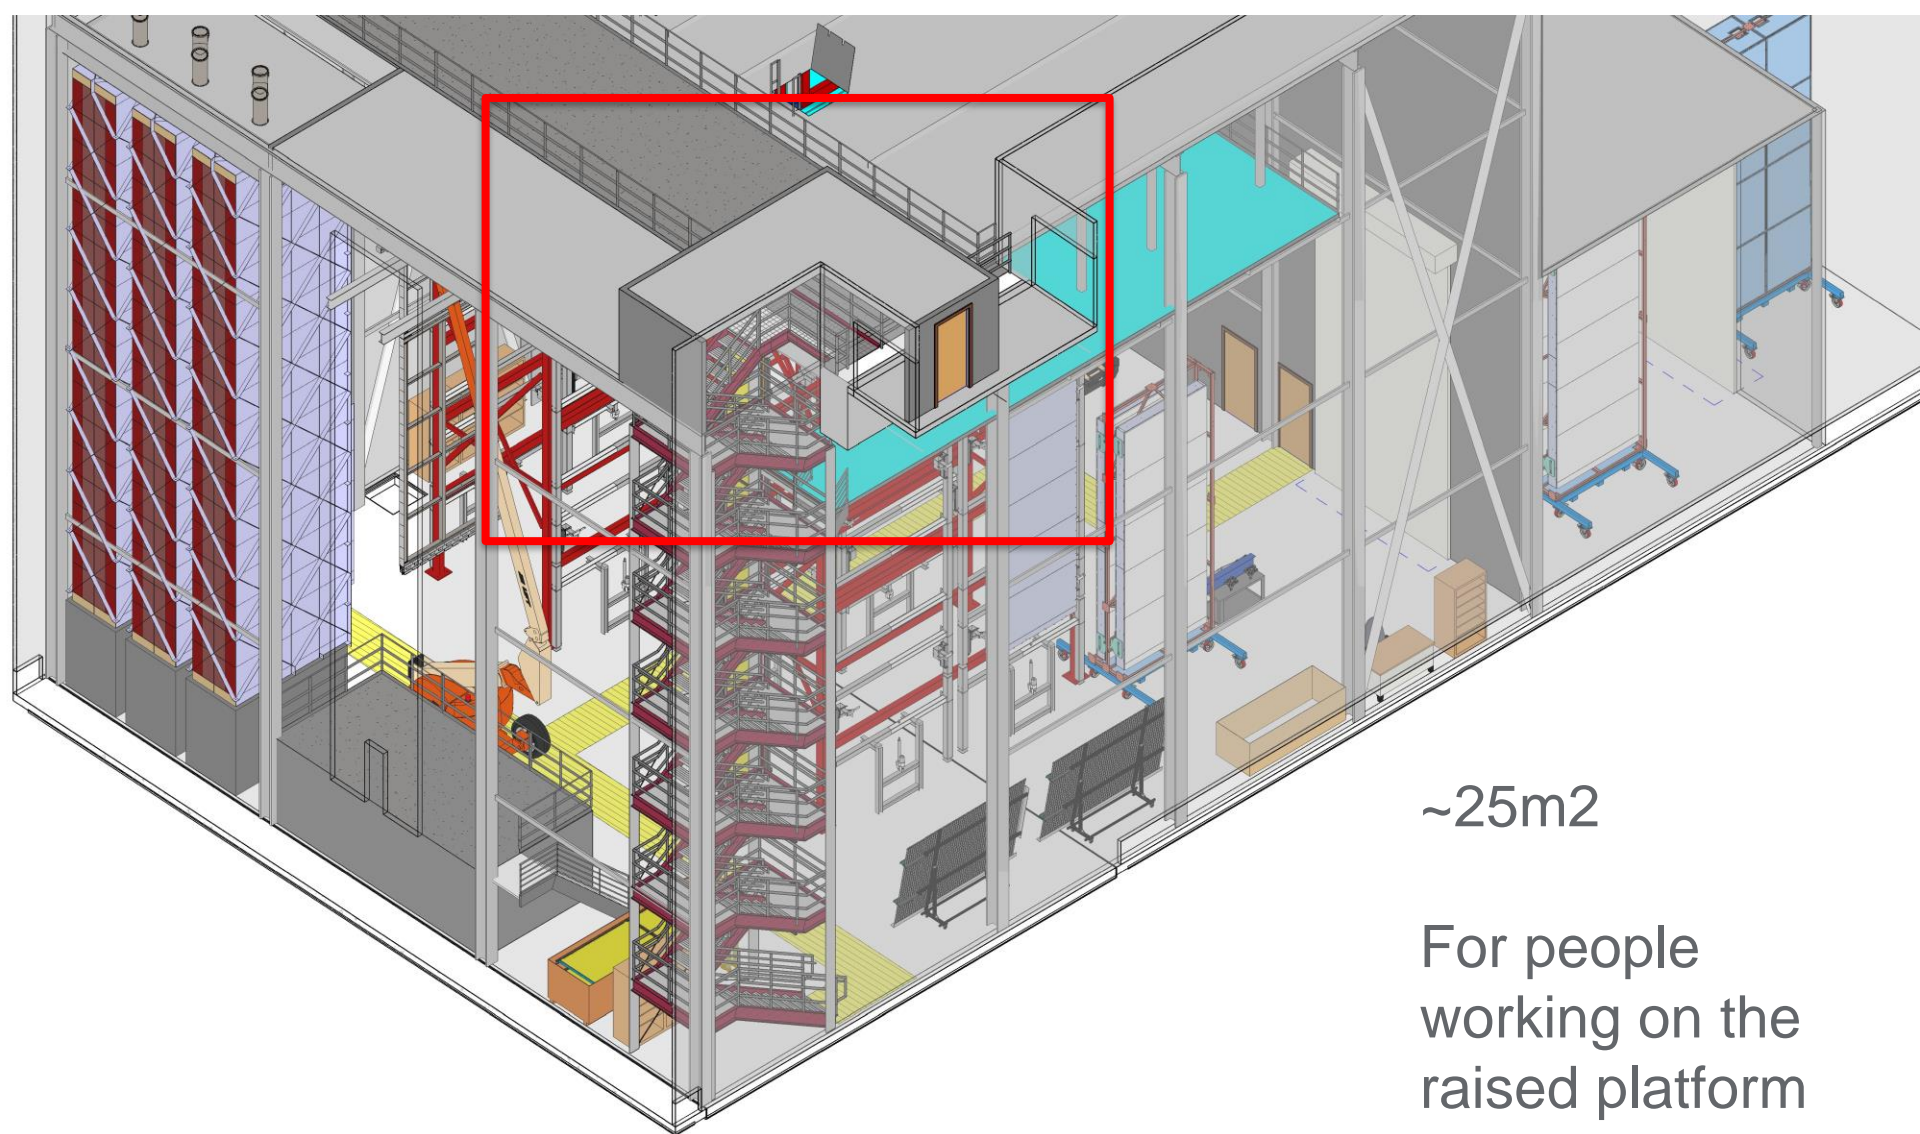 ~25m2
For people
working on the
raised platform